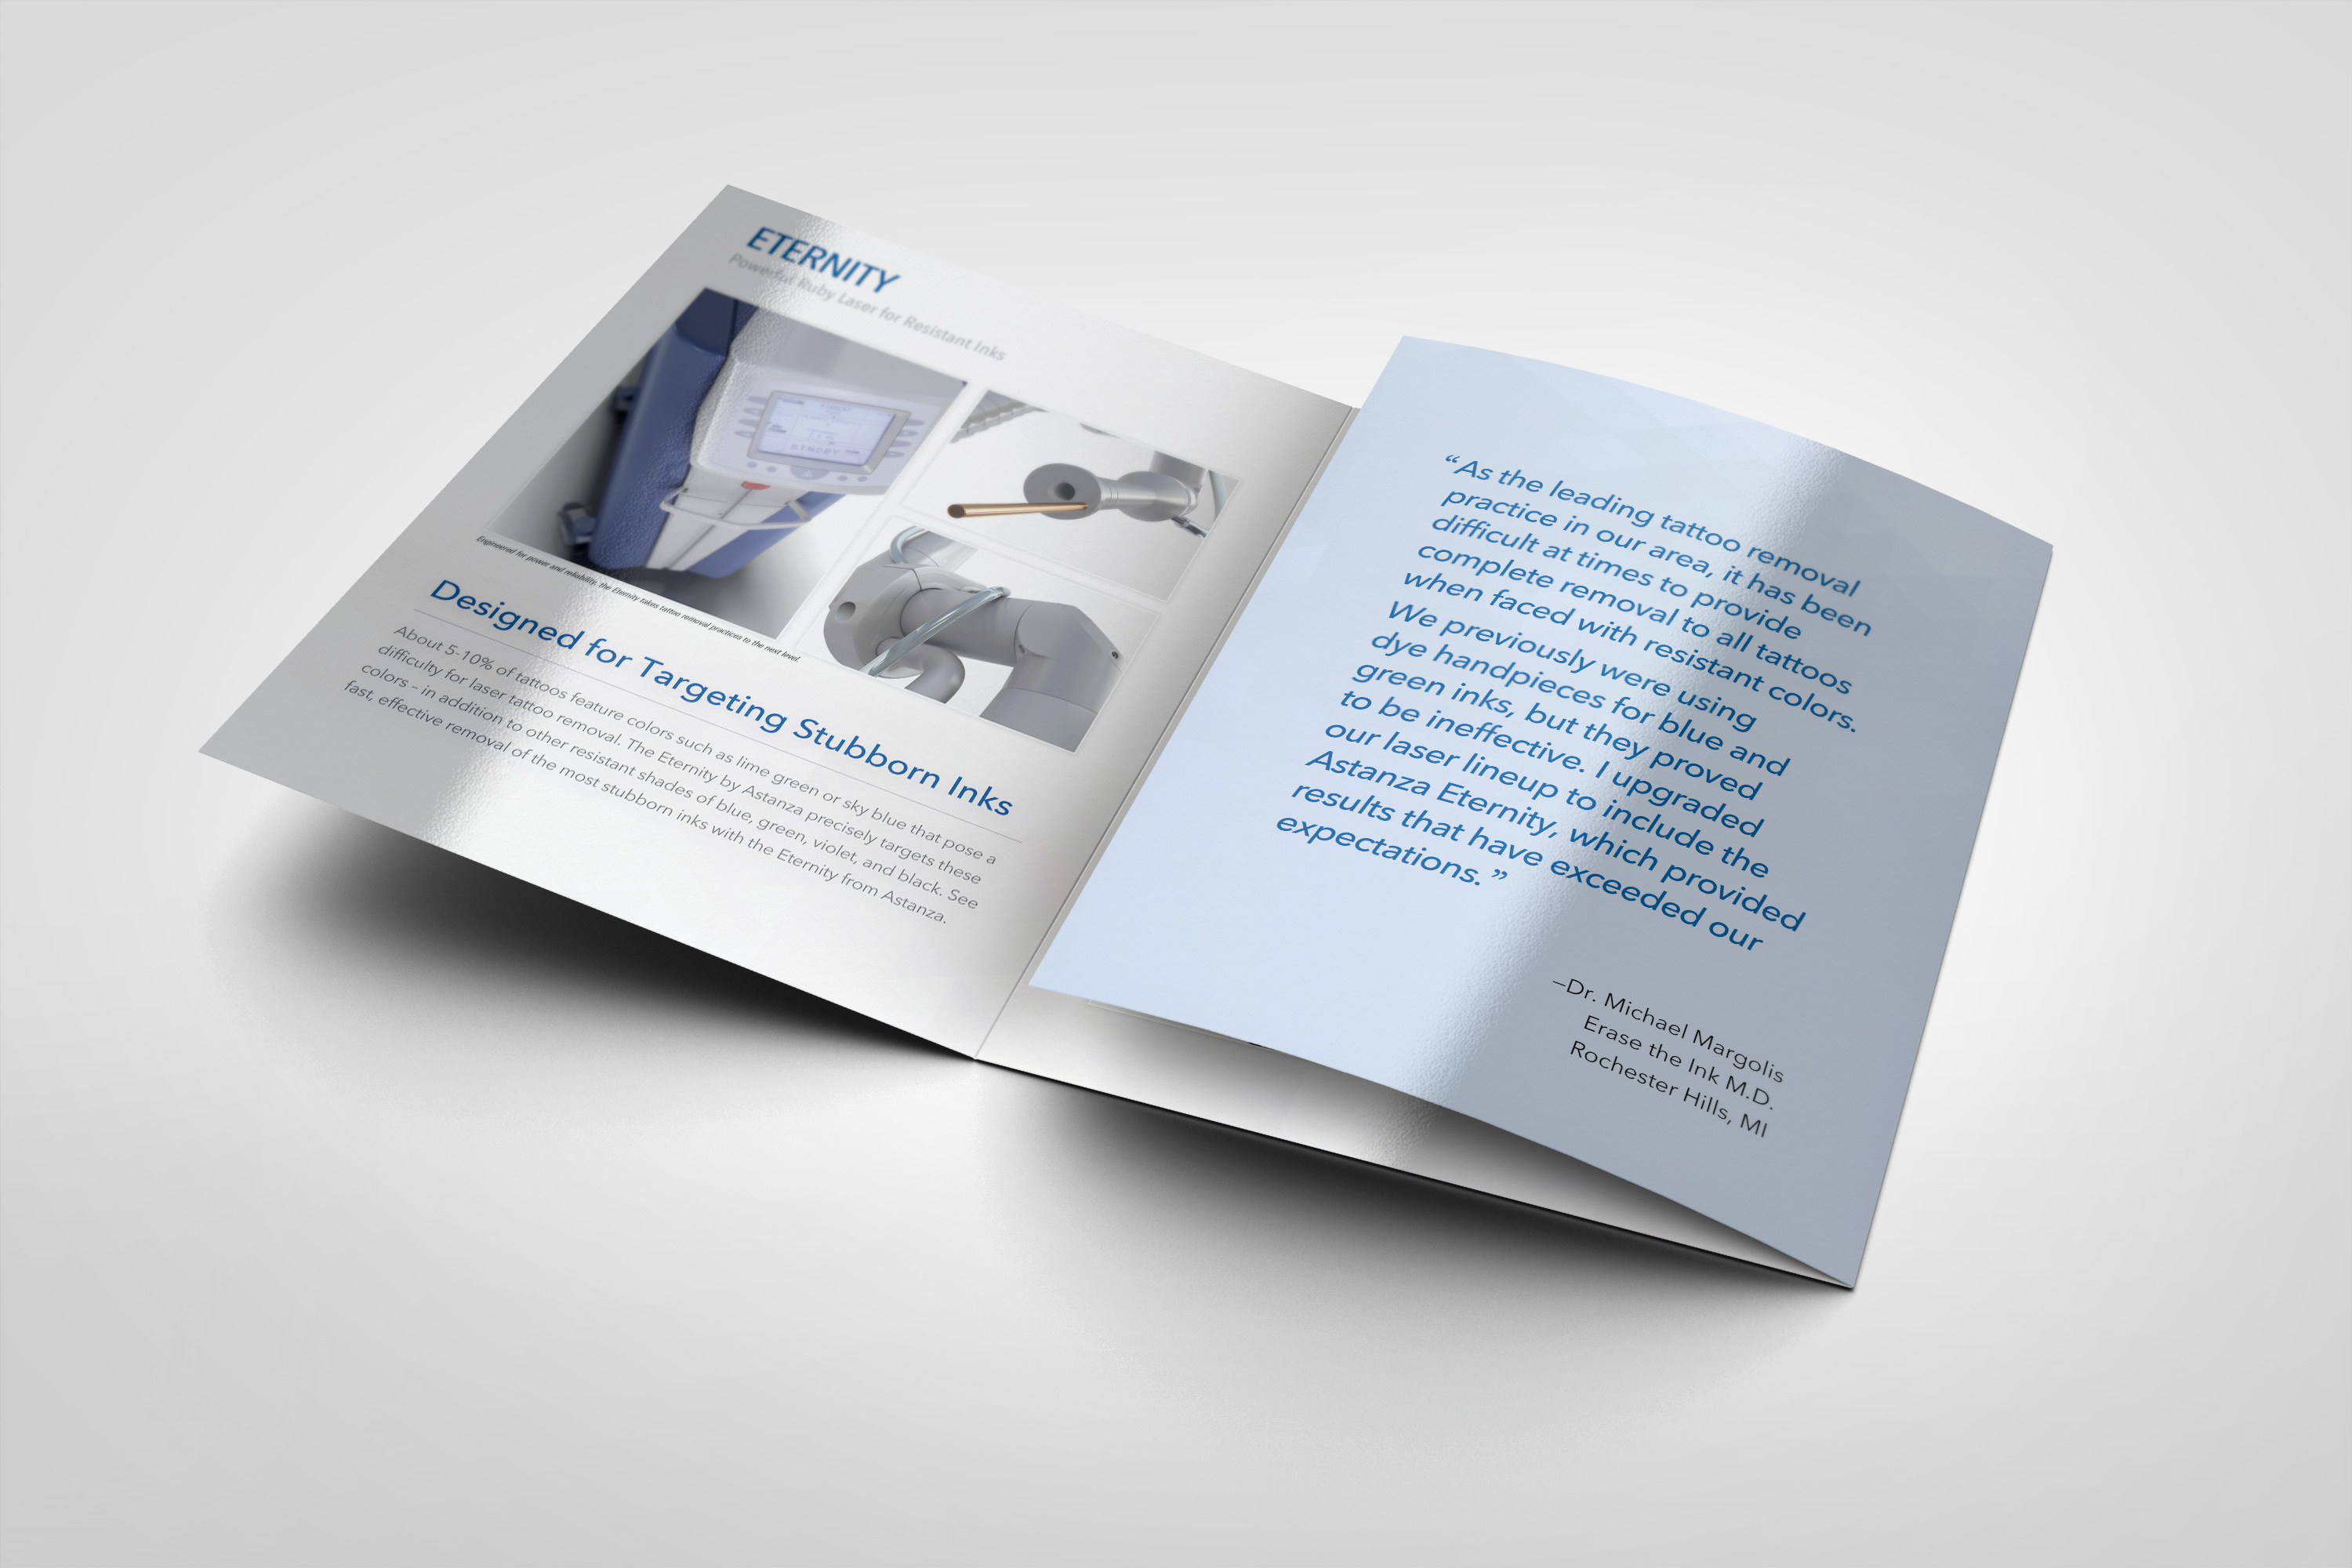 ETERNITY
Powerful Ruby Laser for Resistant Inks
STNDBY
Engineered for power and reliability, the Eternity takes tattoo removal practices to the next level.
Designed for Targeting Stubborn Inks
About 5-10% of tattoos feature colors such as lime green or sky blue that pose a
difficulty for laser tattoo removal. The Eternity by Astanza precisely targets these
colors – in addition to other resistant shades of blue, green, violet, and black. See
fast, effective removal of the most stubborn inks with the Eternity from Astanza.
“As the leading tattoo removal
practice in our area, it has been
difficult at times to provide
complete removal to all tattoos
when faced with resistant colors.
We previously were using
dye handpieces for blue and
green inks, but they proved
to be ineffective. I upgraded
our laser lineup to include the
Astanza Eternity, which provided
results that have exceeded our
expectations.”
–Dr. Michael Margolis
Erase the Ink M.D.
Rochester Hills, MI